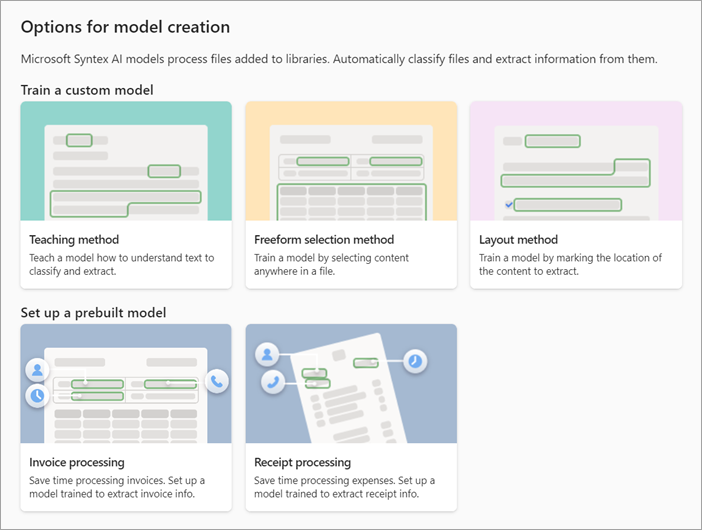 Options for model creation
Microsoft Syntex AI models process files added to libraries. Automatically classify files and extract information from them.
Train a custom model
Teaching method
Teach a model how to understand text to
classify and extract.
Freeform selection method
Train a model by selecting content
anywhere in a file.
Layout method
Train a model by marking the location of
the content to extract.
Set up a prebuilt model
Invoice processing
Save time processing invoices. Set up a
model trained to extract invoice info.
Receipt processing
Save time processing expenses. Set up a
model trained to extract receipt info.